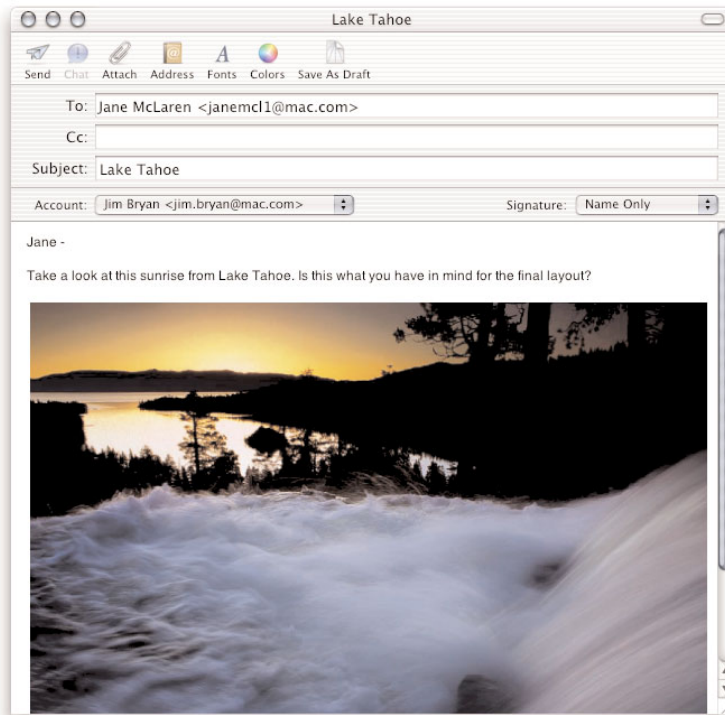 Lake Tahoe
Send Chat Attach Address Fonts Colors Save As Draft
To: Jane McLaren <janemcl1@mac.com>
Cc:
Subject: Lake Tahoe
Account: Jim Bryan <jim.bryan@mac.com> Signature: Name Only
Jane -
Take a look at this sunrise from Lake Tahoe. Is this what you have in mind for the final layout?